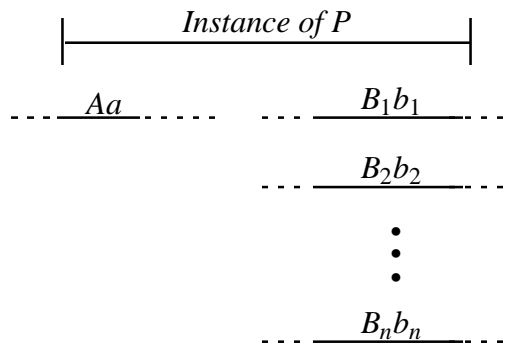 Instance of P
Aa B₁b₁
B₂b₂
Bₙbₙ